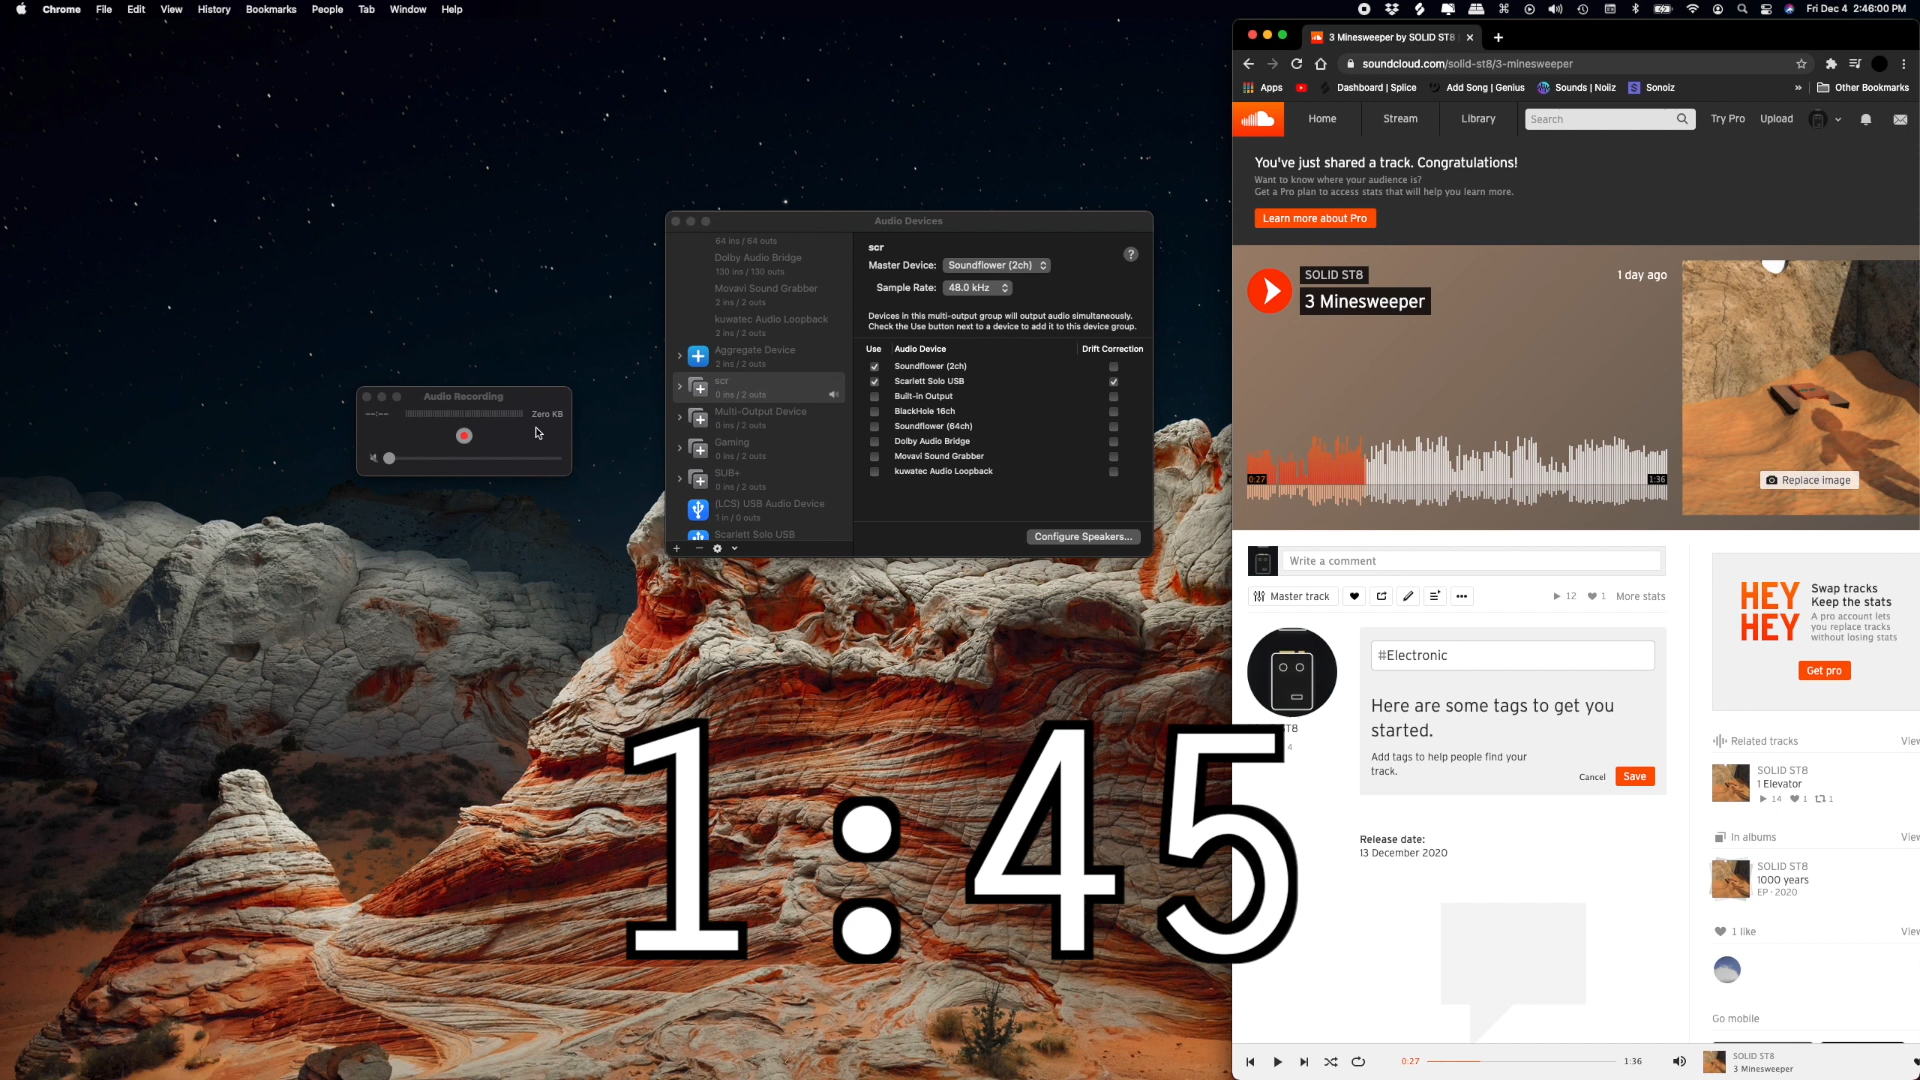 Chrome File Edit View History Bookmarks People Tab Window Help
Fri Dec 4 2:46:00 PM
3 Minesweeper by SOLID ST8
soundcloud.com/solid-st8/3-minesweeper
Apps Dashboard | Splice Add Song | Genius Sounds | Noiiz Sonoiz » Other Bookmarks
Home Stream Library Search Try Pro Upload
You've just shared a track. Congratulations!
Want to know where your audience is?
Get a Pro plan to access stats that will help you learn more.
Learn more about Pro
SOLID ST8
3 Minesweeper
1 day ago
0:27
1:36
Replace image
Write a comment
Master track
12 1 More stats
#Electronic
Here are some tags to get you
started.
Add tags to help people find your
track.
Cancel Save
ST8
4
Release date:
13 December 2020
HEY
HEY
Swap tracks
Keep the stats
A pro account lets
you replace tracks
without losing stats
Get pro
Related tracks View
SOLID ST8
1 Elevator
14 1 1
In albums View
SOLID ST8
1000 years
EP · 2020
1 like View
Go mobile
0:27 1:36
SOLID ST8
3 Minesweeper
Audio Recording
--:-- Zero KB
Audio Devices
64 ins / 64 outs
Dolby Audio Bridge
130 ins / 130 outs
Movavi Sound Grabber
2 ins / 2 outs
kuwatec Audio Loopback
2 ins / 2 outs
Aggregate Device
2 ins / 2 outs
scr
0 ins / 2 outs
Multi-Output Device
0 ins / 2 outs
Gaming
0 ins / 2 outs
SUB+
0 ins / 2 outs
(LCS) USB Audio Device
1 in / 0 outs
Scarlett Solo USB
scr
?
Master Device: Soundflower (2ch)
Sample Rate: 48.0 kHz
Devices in this multi-output group will output audio simultaneously.
Check the Use button next to a device to add it to this device group.
Use Audio Device Drift Correction
Soundflower (2ch)
Scarlett Solo USB
Built-in Output
BlackHole 16ch
Soundflower (64ch)
Dolby Audio Bridge
Movavi Sound Grabber
kuwatec Audio Loopback
Configure Speakers...
1:45